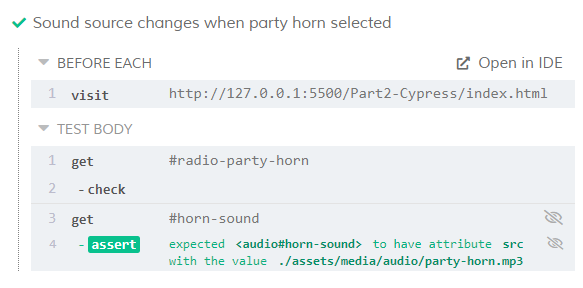 Sound source changes when party horn selected
BEFORE EACH
Open in IDE
1 visit http://127.0.0.1:5500/Part2-Cypress/index.html
TEST BODY
1 get #radio-party-horn
2 -check
3 get #horn-sound
4 -assert expected <audio#horn-sound> to have attribute src
with the value ./assets/media/audio/party-horn.mp3